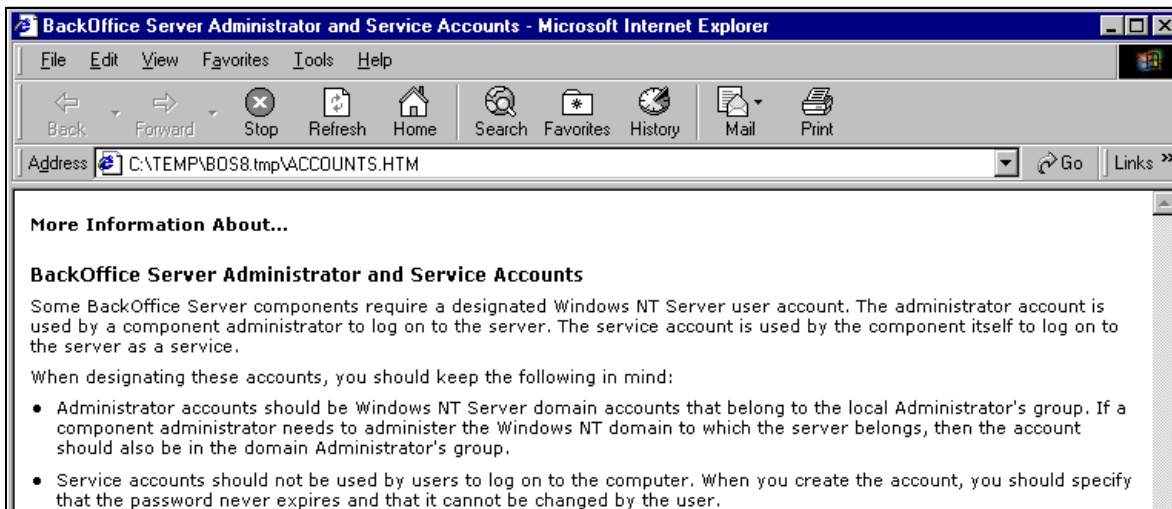 BackOffice Server Administrator and Service Accounts - Microsoft Internet Explorer
File Edit View Favorites Tools Help
Back Forward Stop Refresh Home Search Favorites History Mail Print
Address C:\TEMP\BOS8.tmp\ACCOUNTS.HTM Go Links »
More Information About...
BackOffice Server Administrator and Service Accounts
Some BackOffice Server components require a designated Windows NT Server user account. The administrator account is
used by a component administrator to log on to the server. The service account is used by the component itself to log on to
the server as a service.
When designating these accounts, you should keep the following in mind:
• Administrator accounts should be Windows NT Server domain accounts that belong to the local Administrator's group. If a
component administrator needs to administer the Windows NT domain to which the server belongs, then the account
should also be in the domain Administrator's group.
• Service accounts should not be used by users to log on to the computer. When you create the account, you should specify
that the password never expires and that it cannot be changed by the user.